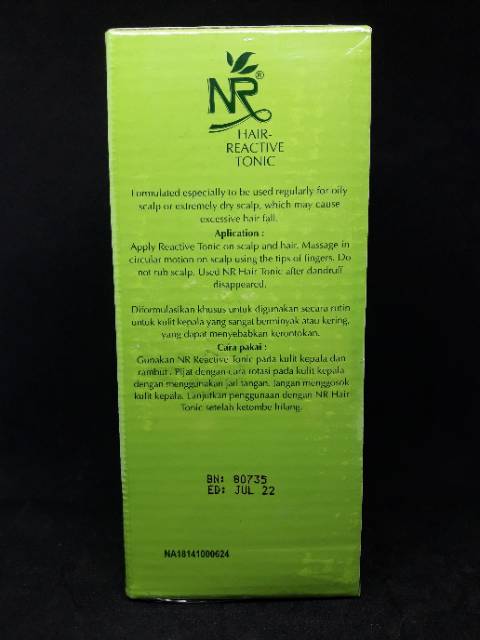 NR®
HAIR-
REACTIVE
TONIC
Formulated especially to be used regularly for oily
scalp or extremely dry scalp, which may cause
excessive hair fall.
Aplication :
Apply Reactive Tonic on scalp and hair. Massage in
circular motion on scalp using the tips of fingers. Do
not rub scalp. Used NR Hair Tonic after dandruff
disappeared.
Diformulasikan khusus untuk digunakan secara rutin
untuk kulit kepala yang sangat berminyak atau kering,
yang dapat menyebabkan kerontokan.
Cara pakai :
Gunakan NR Reactive Tonic pada kulit kepala dan
rambut . Pijat dengan cara rotasi pada kulit kepala
dengan menggunakan jari tangan. Jangan menggosok
kulit kepala. Lanjutkan penggunaan dengan NR Hair
Tonic setelah ketombe hilang.
BN: 80735
ED: JUL 22
NA18141000624